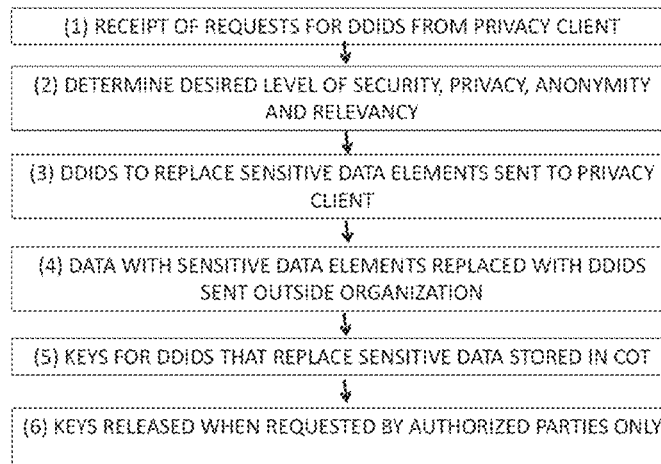 (1) RECEIPT OF REQUESTS FOR DDIDS FROM PRIVACY CLIENT
(2) DETERMINE DESIRED LEVEL OF SECURITY, PRIVACY, ANONYMITY
AND RELEVANCY
(3) DDIDS TO REPLACE SENSITIVE DATA ELEMENTS SENT TO PRIVACY
CLIENT
(4) DATA WITH SENSITIVE DATA ELEMENTS REPLACED WITH DDIDS
SENT OUTSIDE ORGANIZATION
(5) KEYS FOR DDIDS THAT REPLACE SENSITIVE DATA STORED IN COT
(6) KEYS RELEASED WHEN REQUESTED BY AUTHORIZED PARTIES ONLY